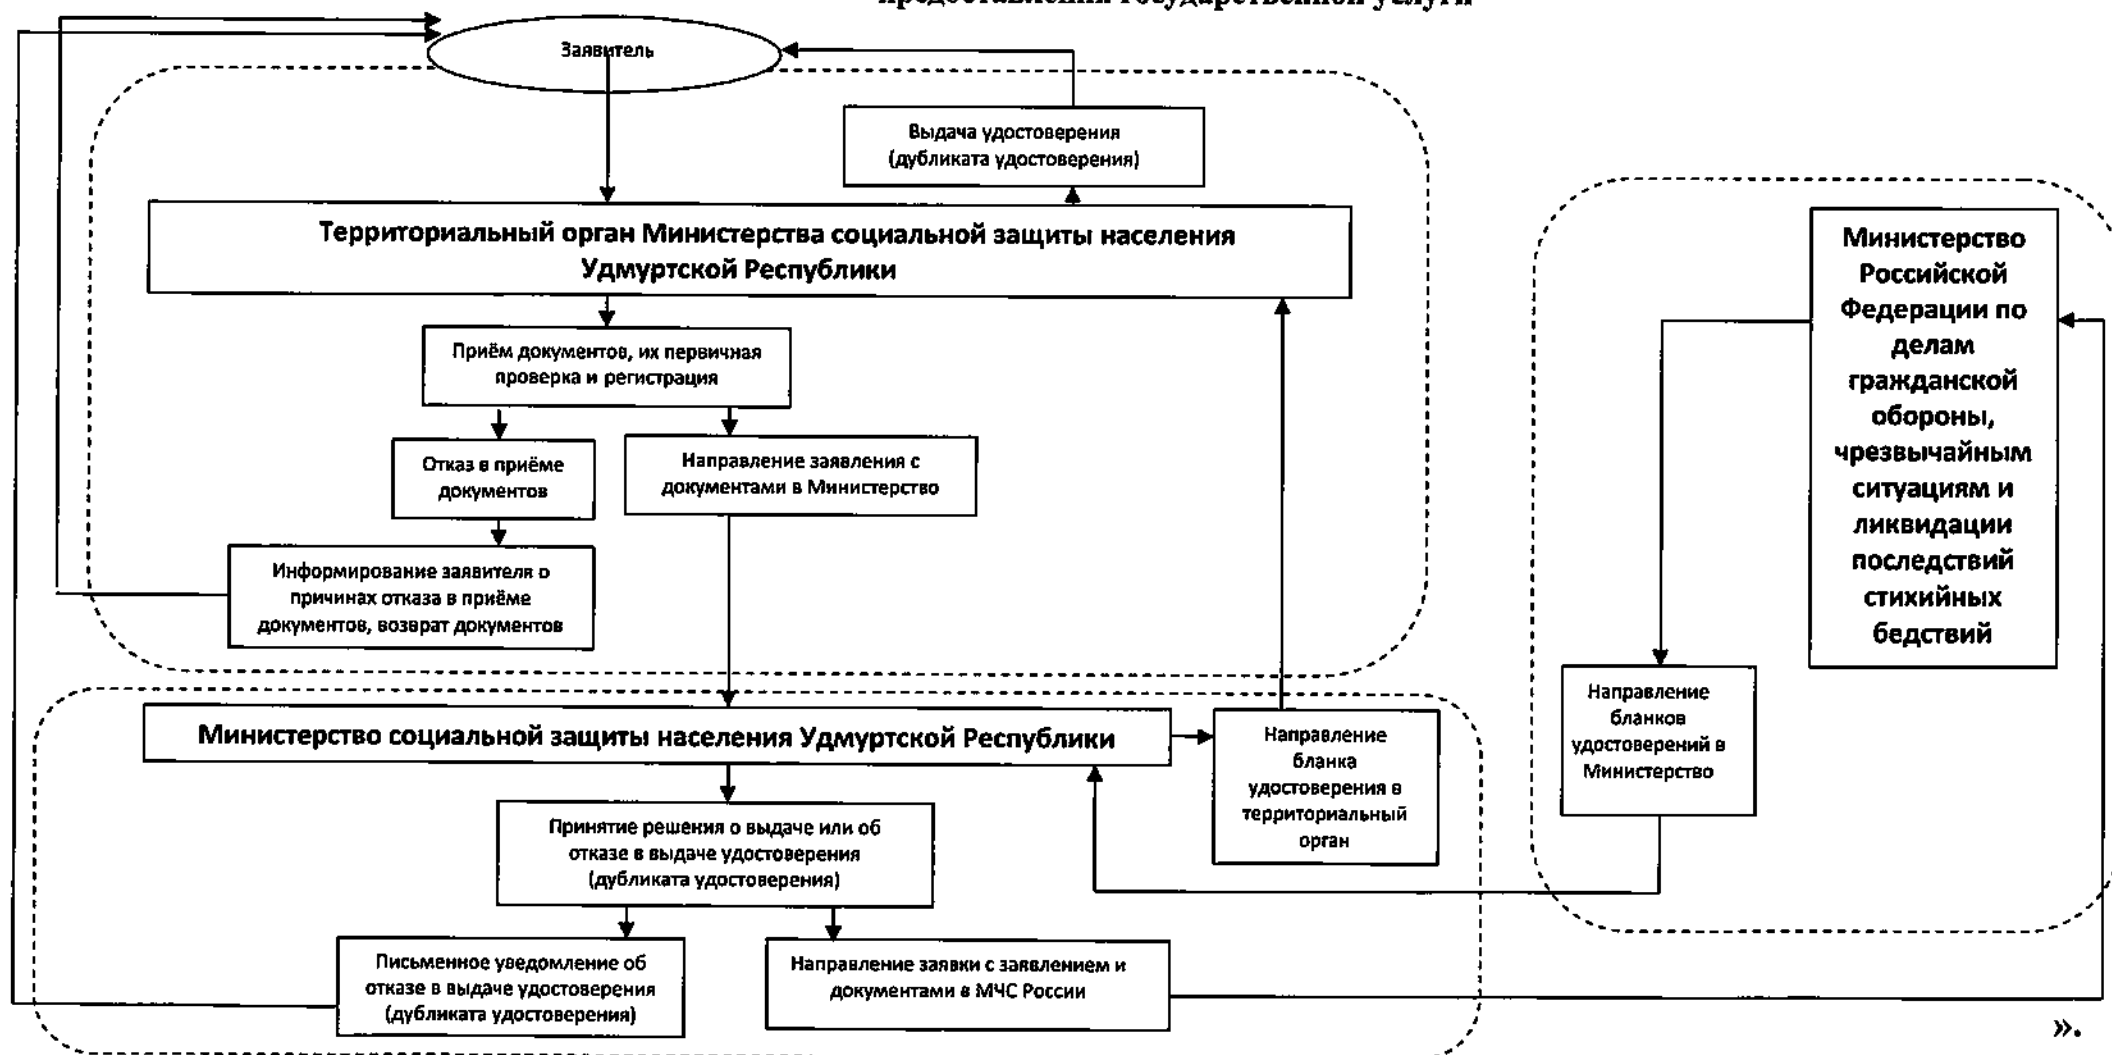 предоставлении государственной услуги
Заявитель
Выдача удостоверения
(дубликата удостоверения)
Территориальный орган Министерства социальной защиты населения
Удмуртской Республики
Приём документов, их первичная
проверка и регистрация
Отказ в приёме
документов
Направление заявления с
документами в Министерство
Информирование заявителя о
причинах отказа в приёме
документов, возврат документов
Министерство
Российской
Федерации по
делам
гражданской
обороны,
чрезвычайным
ситуациям и
ликвидации
последствий
стихийных
бедствий
Направление
бланков
удостоверений в
Министерство
Министерство социальной защиты населения Удмуртской Республики
Направление
бланка
удостоверения в
территориальный
орган
Принятие решения о выдаче или об
отказе в выдаче удостоверения
(дубликата удостоверения)
Письменное уведомление об
отказе в выдаче удостоверения
(дубликата удостоверения)
Направление заявки с заявлением и
документами в МЧС России
».